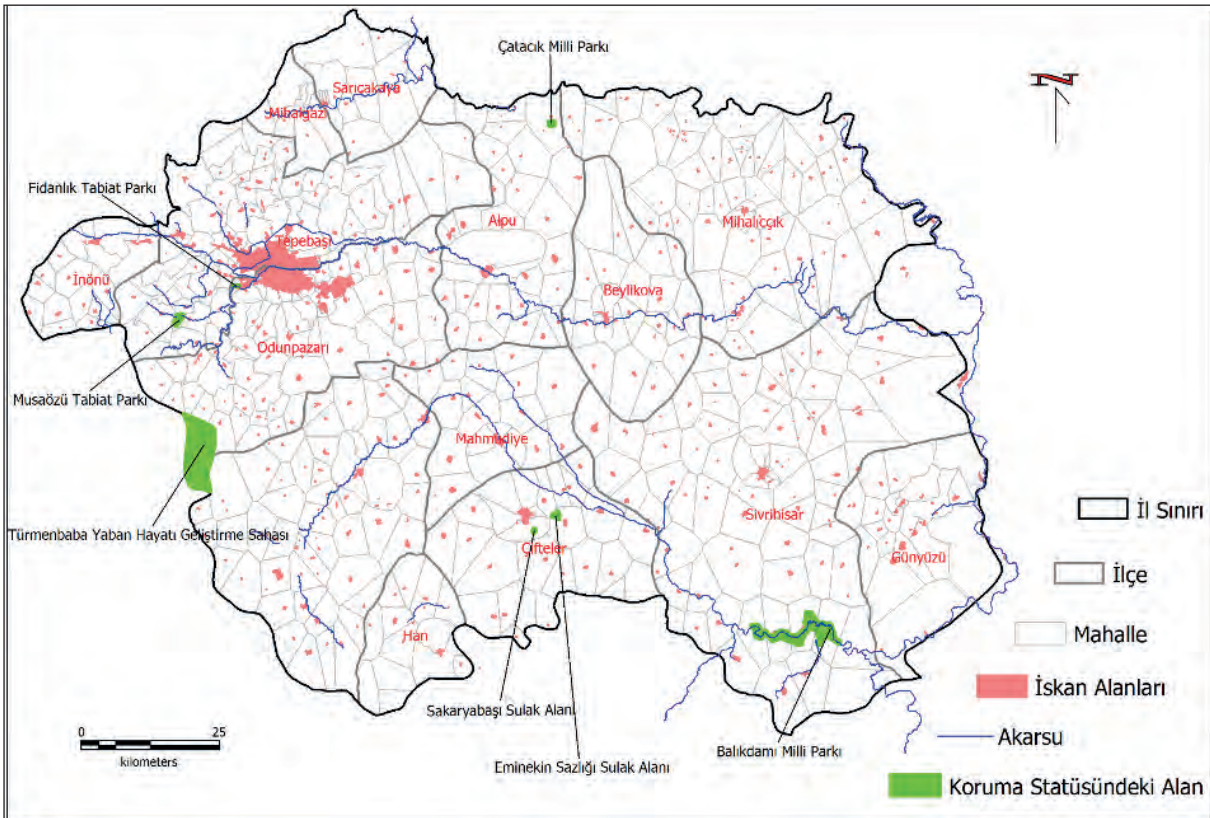 Çatacık Milli Parkı
Sarıcakaya
Mihalgazi
Fidanlık Tabiat Parkı
Tepebaşı
Alpu
Mihalıççık
İnönü
Beylikova
Odunpazarı
Musaözü Tabiat Parkı
Mahmudiye
Türmenbaba Yaban Hayatı Geliştirme Sahası
Sivrihisar
Çifteler
Günyüzü
Han
Sakaryabaşı Sulak Alanı
Eminekin Sazlığı Sulak Alanı
Balıkdamı Milli Parkı
0 25
kilometers
N
İl Sınırı
İlçe
Mahalle
İskan Alanları
Akarsu
Koruma Statüsündeki Alan